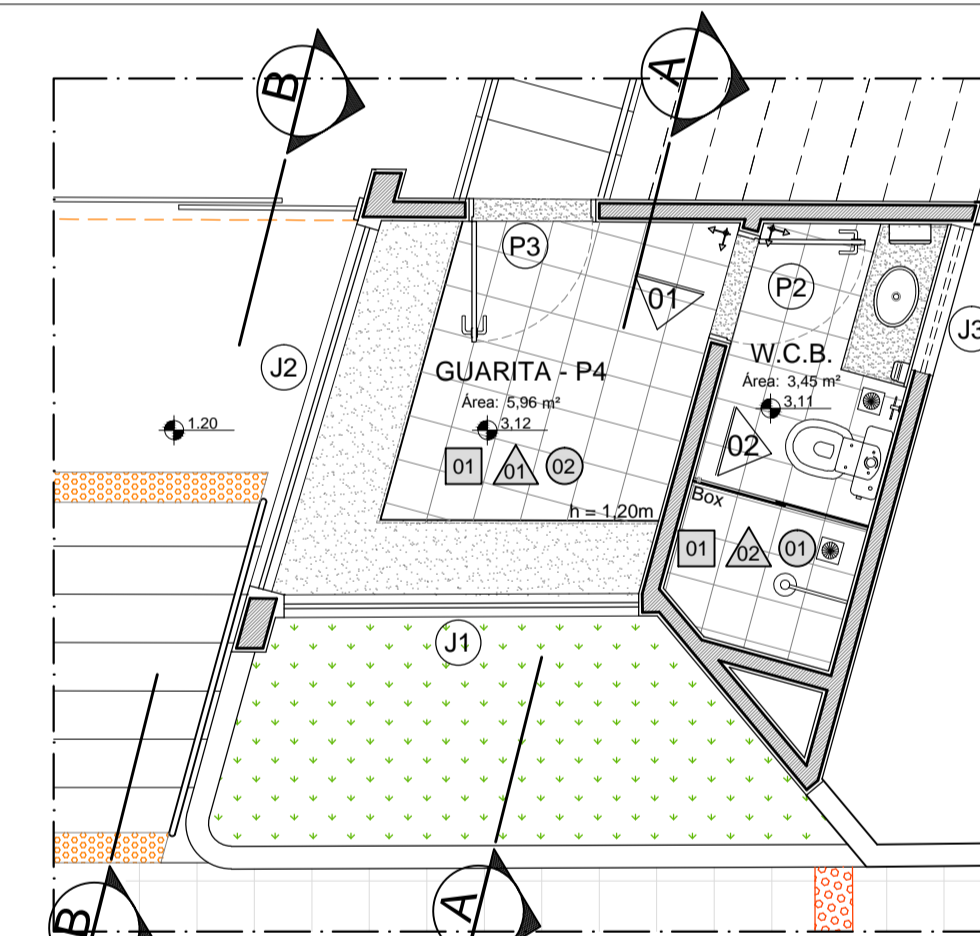 B
A
P3
P2
01
J3
J2
GUARITA - P4
W.C.B.
Área: 5,96 m²
Área: 3,45 m²
1.20
3,12
3,11
02
01
01
02
Box
h = 1,20m
01
02
01
J1
A
B